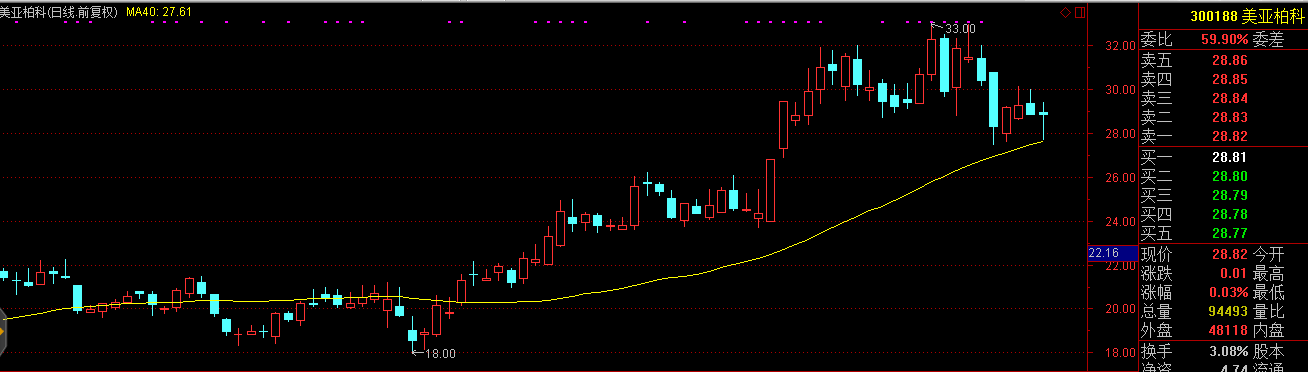 美亚柏科(日线.前复权) MA40: 27.61
33.00
18.00
32.00
30.00
28.00
26.00
24.00
22.16
22.00
20.00
18.00
300188 美亚柏科
委比 59.90% 委差
卖五 28.86
卖四 28.85
卖三 28.84
卖二 28.83
卖一 28.82
买一 28.81
买二 28.80
买三 28.79
买四 28.78
买五 28.77
现价 28.82 今开
涨跌 0.01 最高
涨幅 0.03% 最低
总量 94493 量比
外盘 48118 内盘
换手 3.08% 股本
净资 4.74 流通